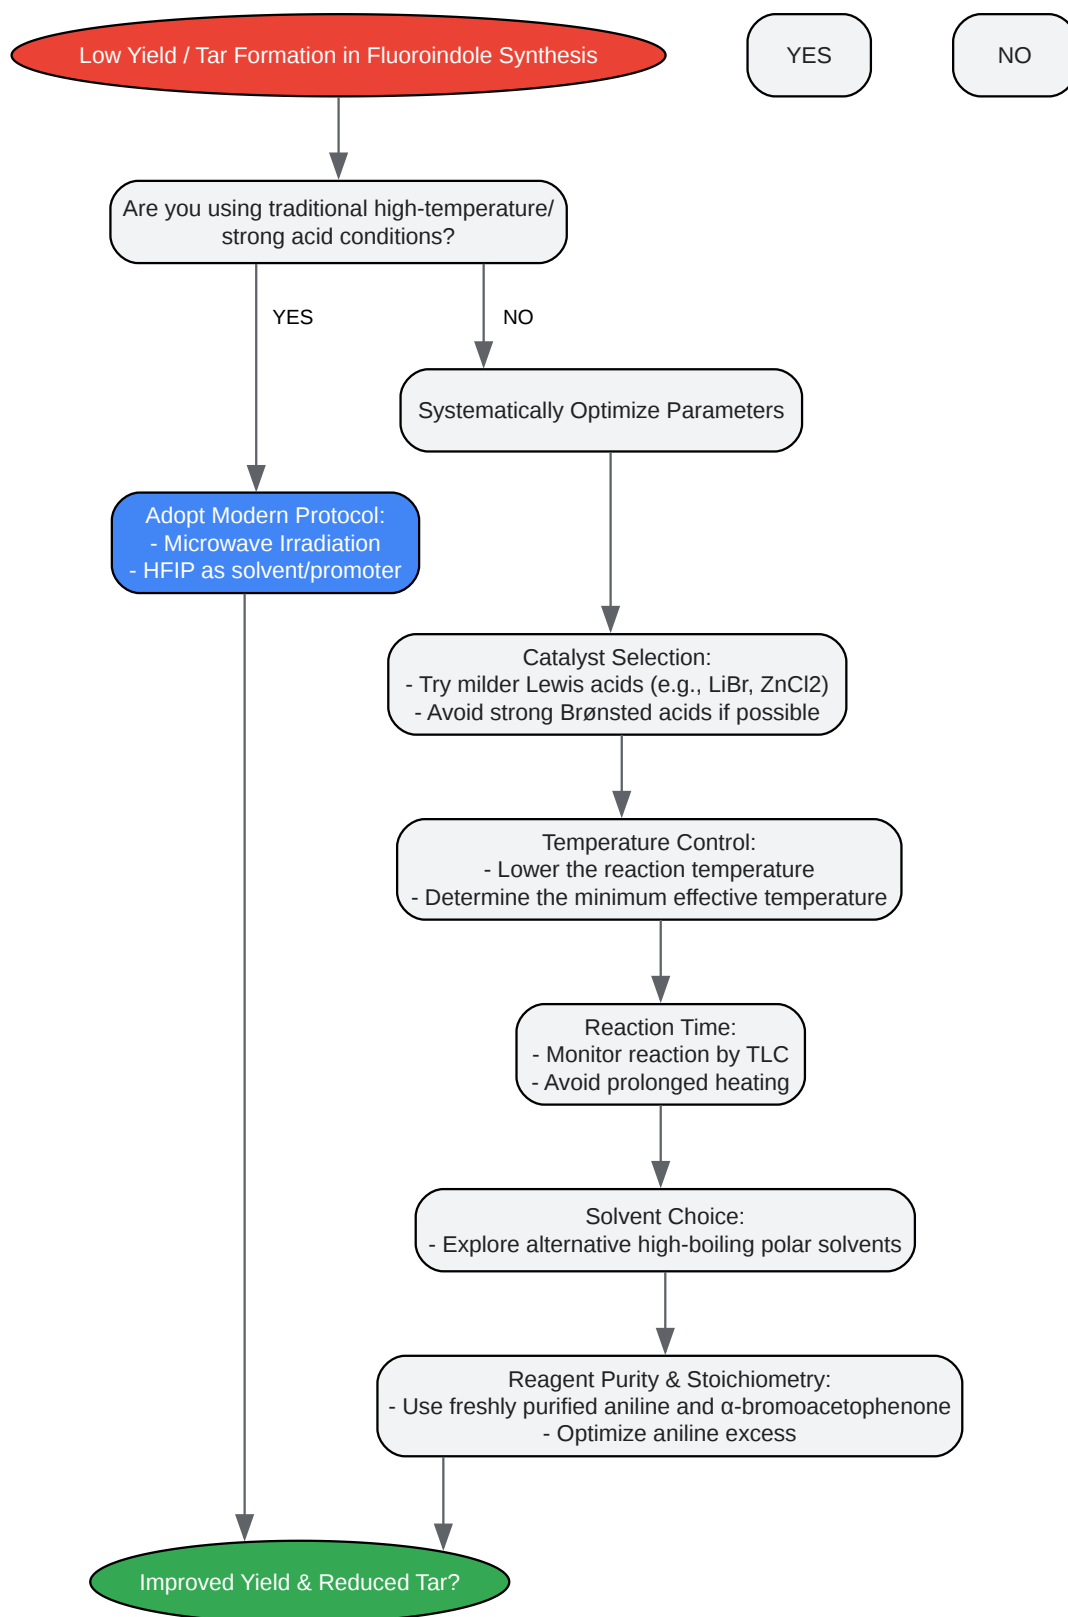 Low Yield / Tar Formation in Fluoroindole Synthesis
YES
NO
Are you using traditional high-temperature/
strong acid conditions?
YES
NO
Systematically Optimize Parameters
Adopt Modern Protocol:
- Microwave Irradiation
- HFIP as solvent/promoter
Catalyst Selection:
- Try milder Lewis acids (e.g., LiBr, ZnCl2)
- Avoid strong Brønsted acids if possible
Temperature Control:
- Lower the reaction temperature
- Determine the minimum effective temperature
Reaction Time:
- Monitor reaction by TLC
- Avoid prolonged heating
Solvent Choice:
- Explore alternative high-boiling polar solvents
Reagent Purity & Stoichiometry:
- Use freshly purified aniline and α-bromoacetophenone
- Optimize aniline excess
Improved Yield & Reduced Tar?